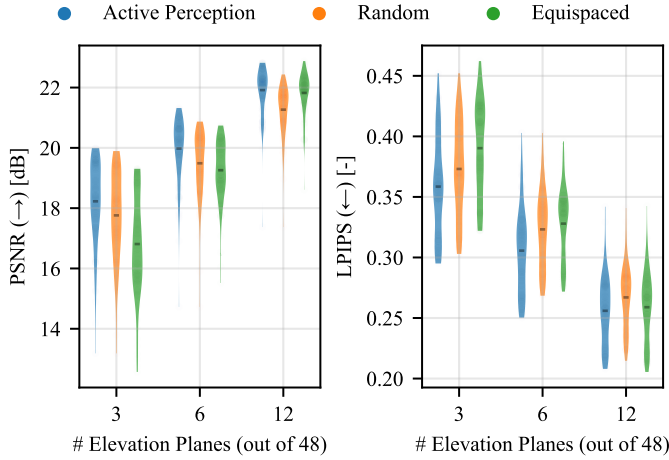 Active Perception Random Equispaced
PSNR (→) [dB]
22
20
18
16
14
3 6 12
# Elevation Planes (out of 48)
LPIPS (←) [-]
0.45
0.40
0.35
0.30
0.25
0.20
3 6 12
# Elevation Planes (out of 48)